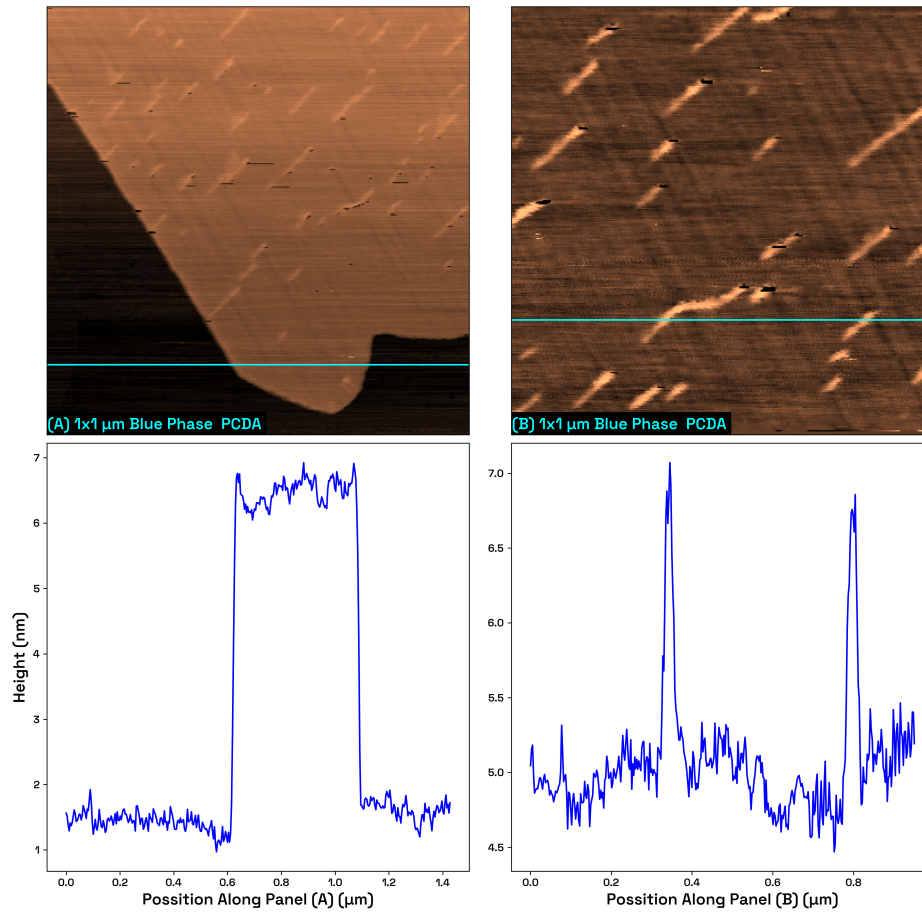 (A) 1x1 µm Blue Phase  PCDA
(B) 1x1 µm Blue Phase  PCDA
Height (nm)
7
6
5
4
3
2
1
0.0 0.2 0.4 0.6 0.8 1.0 1.2 1.4
Possition Along Panel (A) (µm)
7.0
6.5
6.0
5.5
5.0
4.5
0.0 0.2 0.4 0.6 0.8
Possition Along Panel (B) (µm)